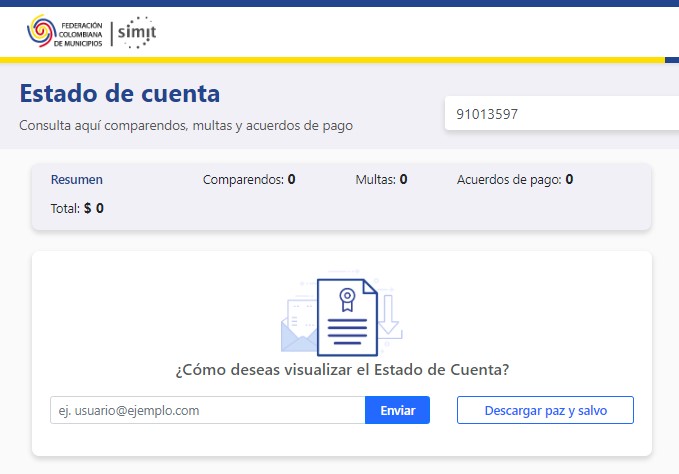 FEDERACIÓN
COLOMBIANA
DE MUNICIPIOS
simit
Estado de cuenta
Consulta aquí comparendos, multas y acuerdos de pago
91013597
Resumen Comparendos: 0 Multas: 0 Acuerdos de pago: 0
Total: $ 0
¿Cómo deseas visualizar el Estado de Cuenta?
ej. usuario@ejemplo.com Enviar Descargar paz y salvo